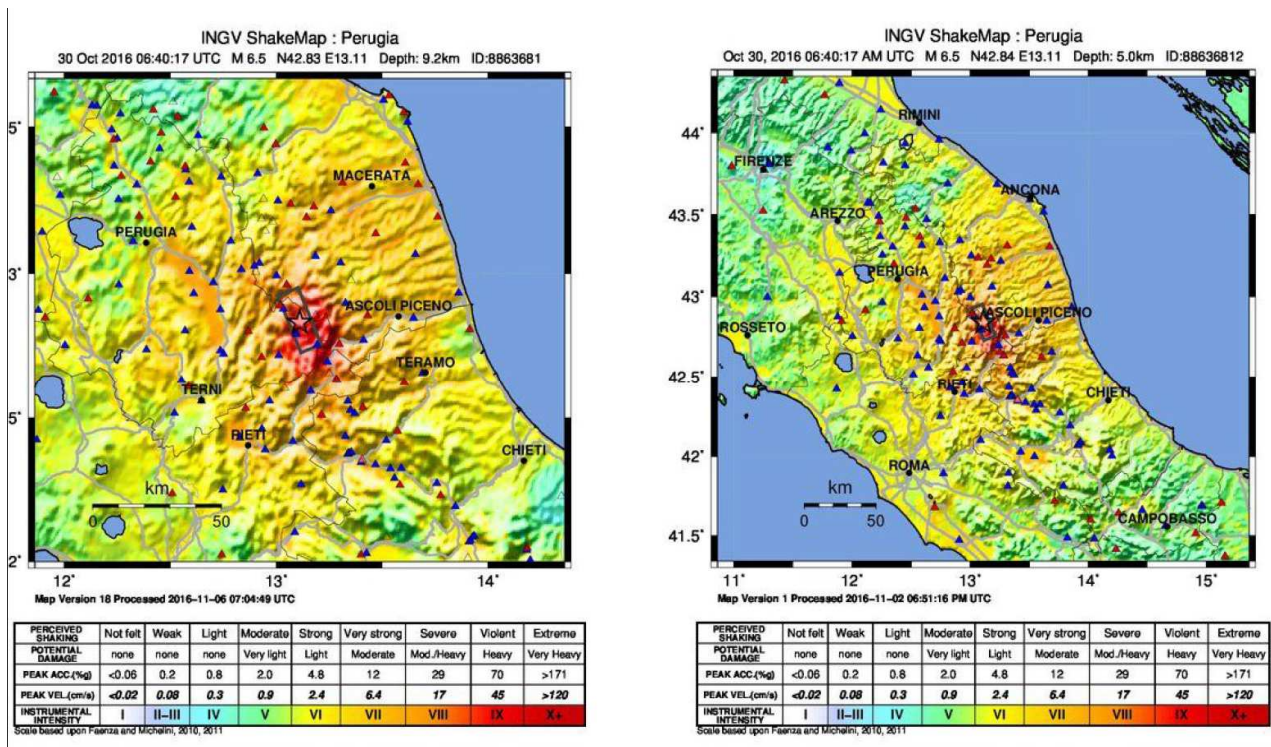 INGV ShakeMap : Perugia
30 Oct 2016 06:40:17 UTC M 6.5 N42.83 E13.11 Depth: 9.2km ID:8863681
5˚
3˚
5˚
2˚
MACERATA
PERUGIA
ASCOLI PICENO
TERAMO
TERNI
RIETI
CHIETI
km
0 50
12˚ 13˚ 14˚
Map Version 18 Processed 2016–11–06 07:04:49 UTC
PERCEIVED SHAKING Not felt Weak Light Moderate Strong Very strong Severe Violent Extreme
POTENTIAL DAMAGE none none none Very light Light Moderate Mod./Heavy Heavy Very Heavy
PEAK ACC.(%g) <0.06 0.2 0.8 2.0 4.8 12 29 70 >171
PEAK VEL.(cm/s) <0.02 0.08 0.3 0.9 2.4 6.4 17 45 >120
INSTRUMENTAL INTENSITY I II–III IV V VI VII VIII IX X+
Scale based upon Faenza and Michelini, 2010, 2011
INGV ShakeMap : Perugia
Oct 30, 2016 06:40:17 AM UTC M 6.5 N42.84 E13.11 Depth: 5.0km ID:88636812
44˚
43.5˚
43˚
42.5˚
42˚
41.5˚
RIMINI
FIRENZE
ANCONA
AREZZO
PERUGIA
ASCOLI PICENO
ROSSETO
RIETI
CHIETI
ROMA
CAMPOBASSO
km
0 50
11˚ 12˚ 13˚ 14˚ 15˚
Map Version 1 Processed 2016–11–02 06:51:16 PM UTC
PERCEIVED SHAKING Not felt Weak Light Moderate Strong Very strong Severe Violent Extreme
POTENTIAL DAMAGE none none none Very light Light Moderate Mod./Heavy Heavy Very Heavy
PEAK ACC.(%g) <0.06 0.2 0.8 2.0 4.8 12 29 70 >171
PEAK VEL.(cm/s) <0.02 0.08 0.3 0.9 2.4 6.4 17 45 >120
INSTRUMENTAL INTENSITY I II–III IV V VI VII VIII IX X+
Scale based upon Faenza and Michelini, 2010, 2011